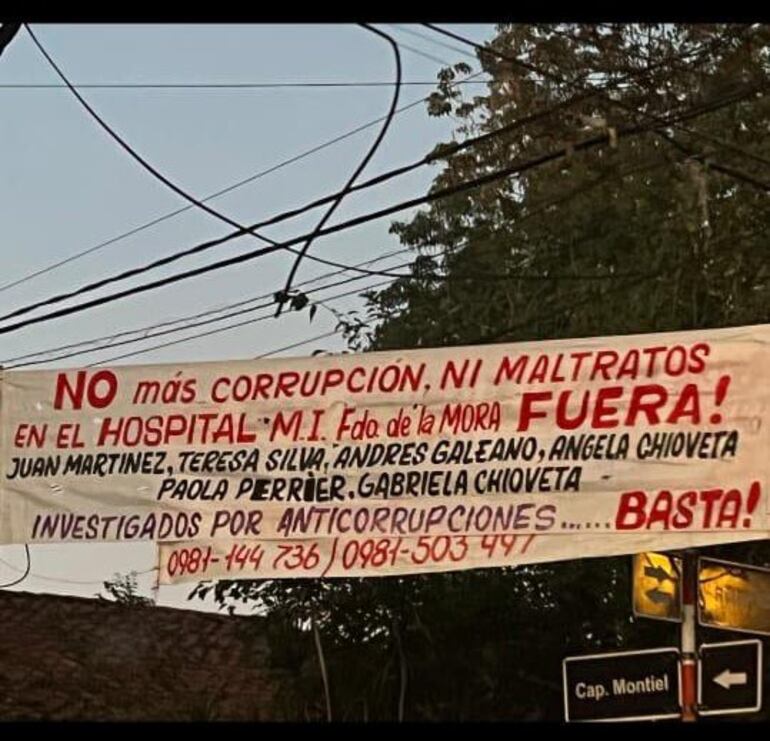 NO más CORRUPCIÓN, NI MALTRATOS
EN EL HOSPITAL M.I. Fdo. de la MORA FUERA!
JUAN MARTINEZ, TERESA SILVA, ANDRES GALEANO, ANGELA CHIOVETA
PAOLA PERRIER. GABRIELA CHIOVETA
INVESTIGADOS POR ANTICORRUPCIONES...... BASTA!
0981-144 736 / 0981-503 497
Cap. Montiel